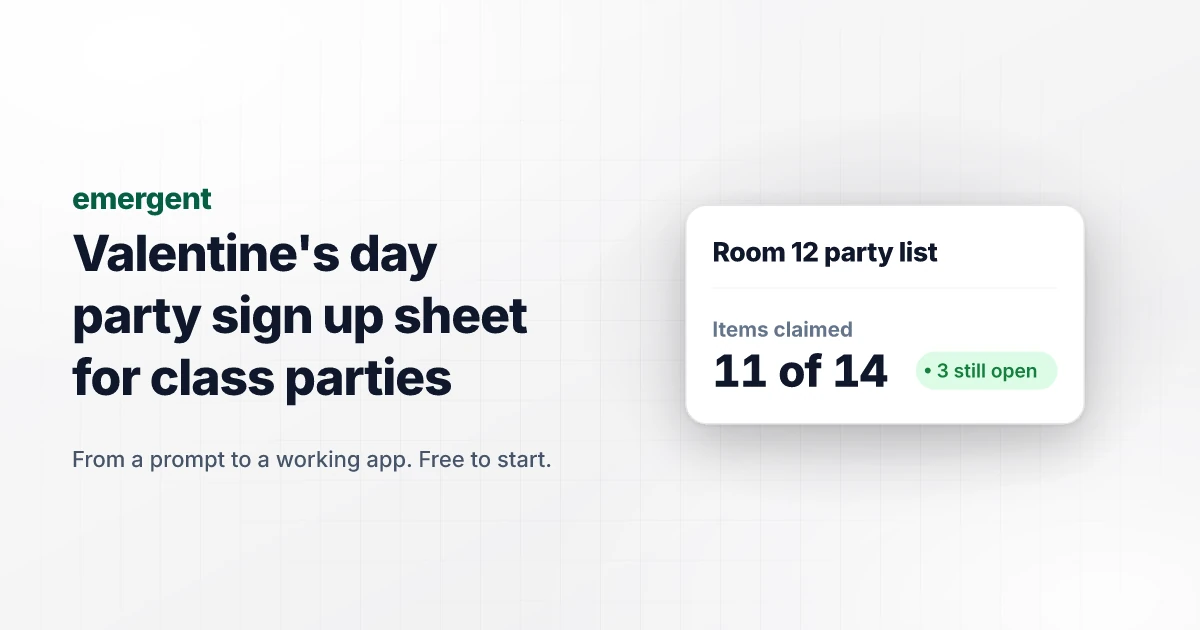 emergent
Valentine's day
party sign up sheet
for class parties
From a prompt to a working app. Free to start.
Room 12 party list
Items claimed
11 of 14
• 3 still open